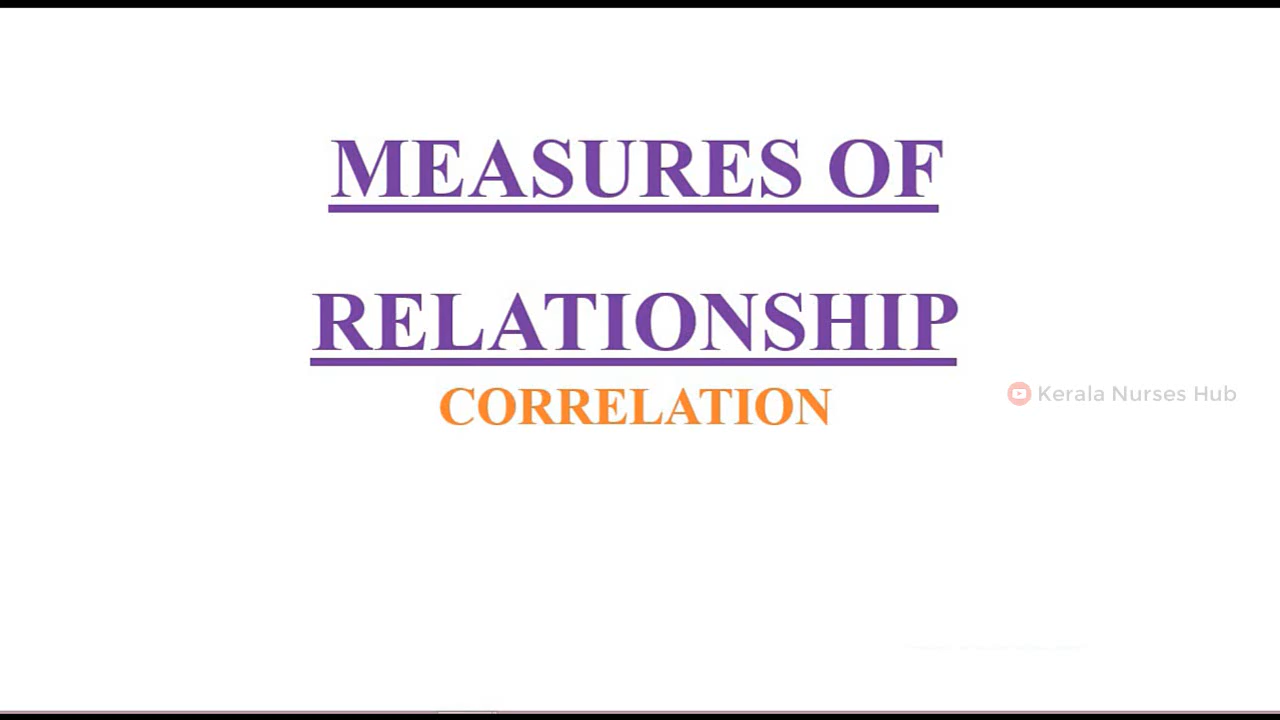 MEASURES OF
RELATIONSHIP
CORRELATION
Kerala Nurses Hub